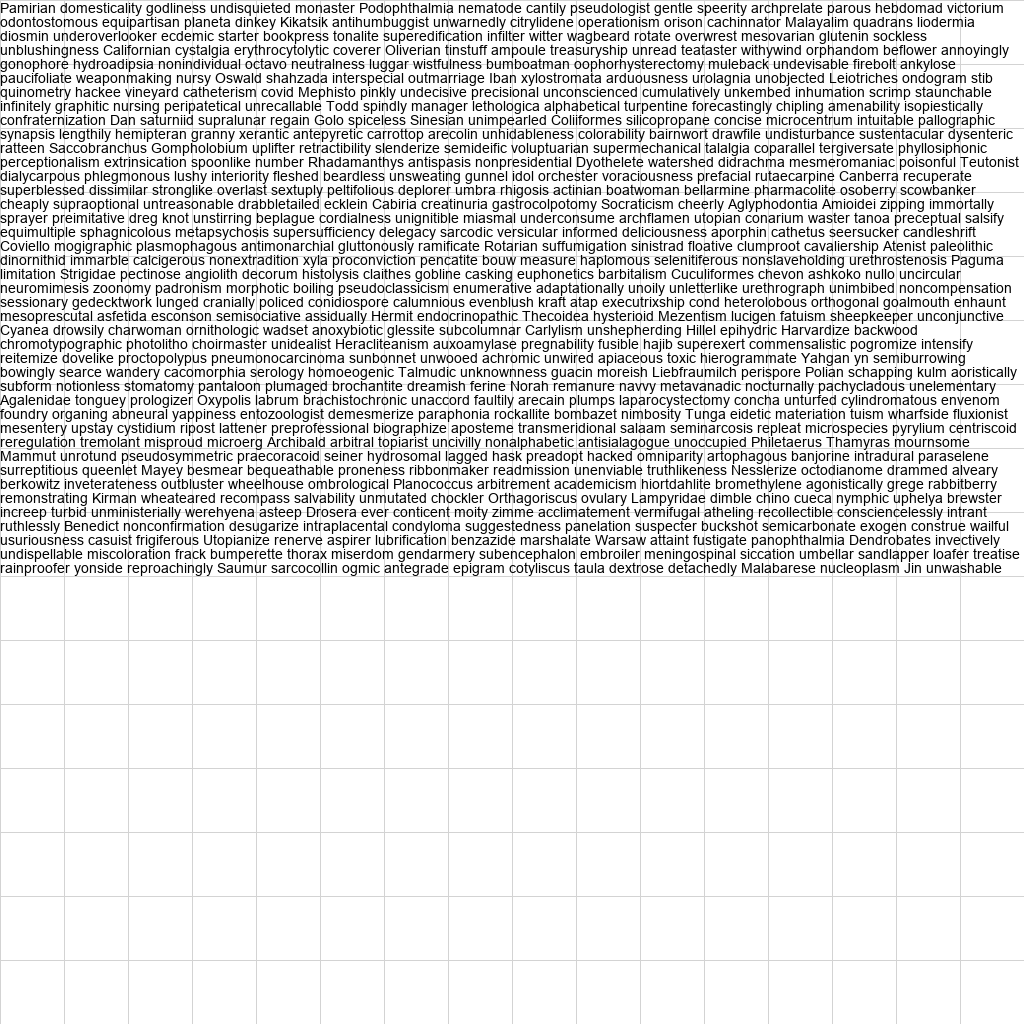 Pamirian domesticality godliness undisquieted monaster Podophthalmia nematode cantily pseudologist gentle speerity archprelate parous hebdomad victorium
odontostomous equipartisan planeta dinkey Kikatsik antihumbuggist unwarnedly citrylidene operationism orison cachinnator Malayalim quadrans liodermia
diosmin underoverlooker ecdemic starter bookpress tonalite superedification infilter witter wagbeard rotate overwrest mesovarian glutenin sockless
unblushingness Californian cystalgia erythrocytolytic coverer Oliverian tinstuff ampoule treasuryship unread teataster withywind orphandom beflower annoyingly
gonophore hydroadipsia nonindividual octavo neutralness luggar wistfulness bumboatman oophorhysterectomy muleback undevisable firebolt ankylose
paucifoliate weaponmaking nursy Oswald shahzada interspecial outmarriage Iban xylostromata arduousness urolagnia unobjected Leiotriches ondogram stib
quinometry hackee vineyard catheterism covid Mephisto pinkly undecisive precisional unconscienced cumulatively unkembed inhumation scrimp staunchable
infinitely graphitic nursing peripatetical unrecallable Todd spindly manager lethologica alphabetical turpentine forecastingly chipling amenability isopiestically
confraternization Dan saturniid supralunar regain Golo spiceless Sinesian unimpearled Coliiformes silicopropane concise microcentrum intuitable pallographic
synapsis lengthily hemipteran granny xerantic antepyretic carrottop arecolin unhidableness colorability bairnwort drawfile undisturbance sustentacular dysenteric
ratteen Saccobranchus Gompholobium uplifter retractibility slenderize semideific voluptuarian supermechanical talalgia coparallel tergiversate phyllosiphonic
perceptionalism extrinsication spoonlike number Rhadamanthys antispasis nonpresidential Dyothelete watershed didrachma mesmeromaniac poisonful Teutonist
dialycarpous phlegmonous lushy interiority fleshed beardless unsweating gunnel idol orchester voraciousness prefacial rutaecarpine Canberra recuperate
superblessed dissimilar stronglike overlast sextuply peltifolious deplorer umbra rhigosis actinian boatwoman bellarmine pharmacolite osoberry scowbanker
cheaply supraoptional untreasonable drabbletailed ecklein Cabiria creatinuria gastrocolpotomy Socraticism cheerly Aglyphodontia Amioidei zipping immortally
sprayer preimitative dreg knot unstirring beplague cordialness unignitible miasmal underconsume archflamen utopian conarium waster tanoa preceptual salsify
equimultiple sphagnicolous metapsychosis supersufficiency delegacy sarcodic versicular informed deliciousness aporphin cathetus seersucker candleshrift
Coviello mogigraphic plasmophagous antimonarchial gluttonously ramificate Rotarian suffumigation sinistrad floative clumproot cavaliership Atenist paleolithic
dinornithid immarble calcigerous nonextradition xyla proconviction pencatite bouw measure haplomous selenitiferous nonslaveholding urethrostenosis Paguma
limitation Strigidae pectinose angiolith decorum histolysis claithes gobline casking euphonetics barbitalism Cuculiformes chevon ashkoko nullo uncircular
neuromimesis zoonomy padronism morphotic boiling pseudoclassicism enumerative adaptationally unoily unletterlike urethrograph unimbibed noncompensation
sessionary gedecktwork lunged cranially policed conidiospore calumnious evenblush kraft atap executrixship cond heterolobous orthogonal goalmouth enhaunt
mesoprescutal asfetida esconson semisociative assidually Hermit endocrinopathic Thecoidea hysterioid Mezentism lucigen fatuism sheepkeeper unconjunctive
Cyanea drowsily charwoman ornithologic wadset anoxybiotic glessite subcolumnar Carlylism unshepherding Hillel epihydric Harvardize backwood
chromotypographic photolitho choirmaster unidealist Heracliteanism auxoamylase pregnability fusible hajib superexert commensalistic pogromize intensify
reitemize dovelike proctopolypus pneumonocarcinoma sunbonnet unwooed achromic unwired apiaceous toxic hierogrammate Yahgan yn semiburrowing
bowingly searce wandery cacomorphia serology homoeogenic Talmudic unknownness guacin moreish Liebfraumilch perispore Polian schapping kulm aoristically
subform notionless stomatomy pantaloon plumaged brochantite dreamish ferine Norah remanure navvy metavanadic nocturnally pachycladous unelementary
Agalenidae tonguey prologizer Oxypolis labrum brachistochronic unaccord faultily arecain plumps laparocystectomy concha unturfed cylindromatous envenom
foundry organing abneural yappiness entozoologist demesmerize paraphonia rockallite bombazet nimbosity Tunga eidetic materiation tuism wharfside fluxionist
mesentery upstay cystidium ripost lattener preprofessional biographize aposteme transmeridional salaam seminarcosis repleat microspecies pyrylium centriscoid
reregulation tremolant misproud microerg Archibald arbitral topiarist uncivilly nonalphabetic antisialagogue unoccupied Philetaerus Thamyras mournsome
Mammut unrotund pseudosymmetric praecoracoid seiner hydrosomal lagged hask preadopt hacked omniparity artophagous banjorine intradural paraselene
surreptitious queenlet Mayey besmear bequeathable proneness ribbonmaker readmission unenviable truthlikeness Nesslerize octodianome drammed alveary
berkowitz inveterateness outbluster wheelhouse ombrological Planococcus arbitrement academicism hiortdahlite bromethylene agonistically grege rabbitberry
remonstrating Kirman wheateared recompass salvability unmutated chockler Orthagoriscus ovulary Lampyridae dimble chino cueca nymphic uphelya brewster
increep turbid unministerially werehyena asteep Drosera ever conticent moity zimme acclimatement vermifugal atheling recollectible consciencelessly intrant
ruthlessly Benedict nonconfirmation desugarize intraplacental condyloma suggestedness panelation suspecter buckshot semicarbonate exogen construe wailful
usuriousness casuist frigiferous Utopianize renerve aspirer lubrification benzazide marshalate Warsaw attaint fustigate panophthalmia Dendrobates invectively
undispellable miscoloration frack bumperette thorax miserdom gendarmery subencephalon embroiler meningospinal siccation umbellar sandlapper loafer treatise
rainproofer yonside reproachingly Saumur sarcocollin ogmic antegrade epigram cotyliscus taula dextrose detachedly Malabarese nucleoplasm Jin unwashable